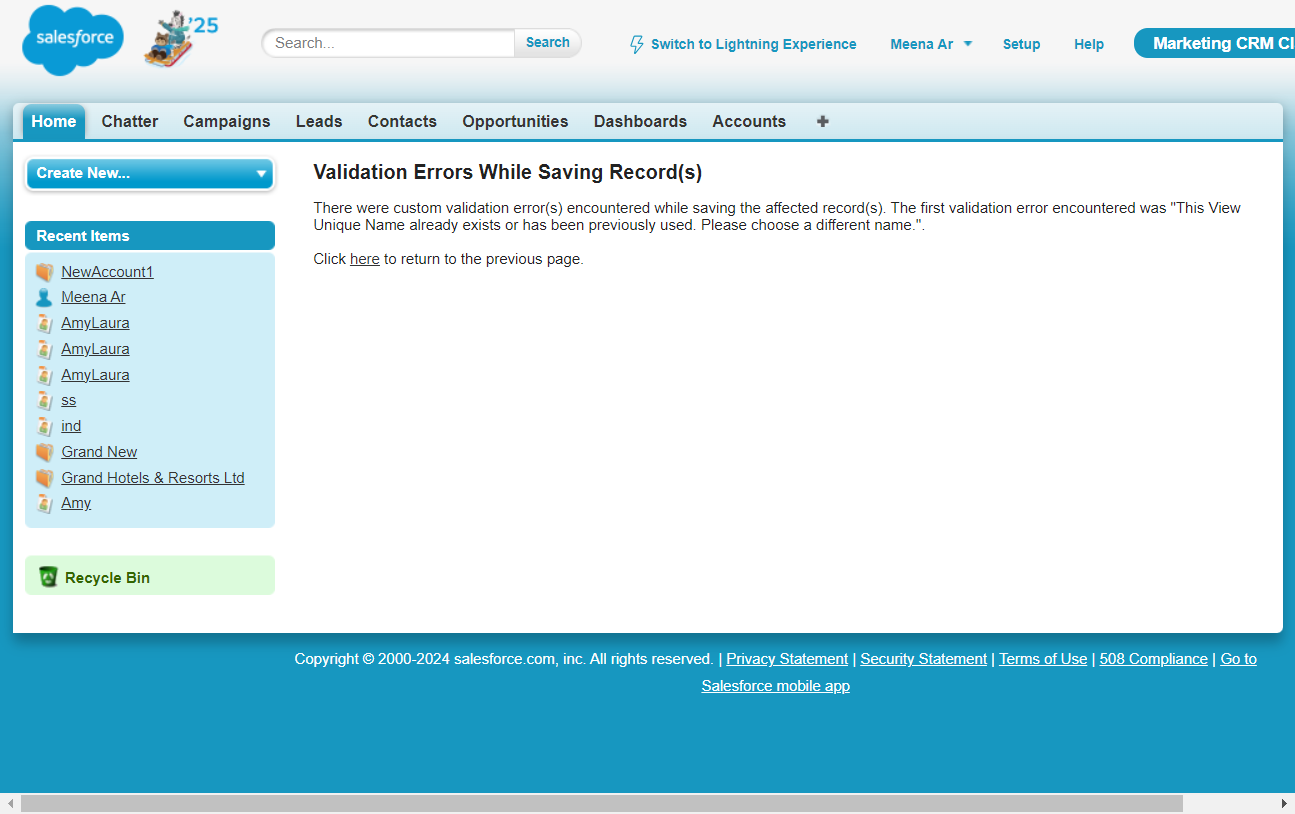 salesforce
'25
Search...
Search
Switch to Lightning Experience
Meena Ar
Setup
Help
Marketing CRM Cl
Home
Chatter
Campaigns
Leads
Contacts
Opportunities
Dashboards
Accounts
Create New...
Recent Items
NewAccount1
Meena Ar
AmyLaura
AmyLaura
AmyLaura
ss
ind
Grand New
Grand Hotels & Resorts Ltd
Amy
Recycle Bin
Validation Errors While Saving Record(s)
There were custom validation error(s) encountered while saving the affected record(s). The first validation error encountered was "This View
Unique Name already exists or has been previously used. Please choose a different name.".
Click here to return to the previous page.
Copyright © 2000-2024 salesforce.com, inc. All rights reserved. | Privacy Statement | Security Statement | Terms of Use | 508 Compliance | Go to
Salesforce mobile app